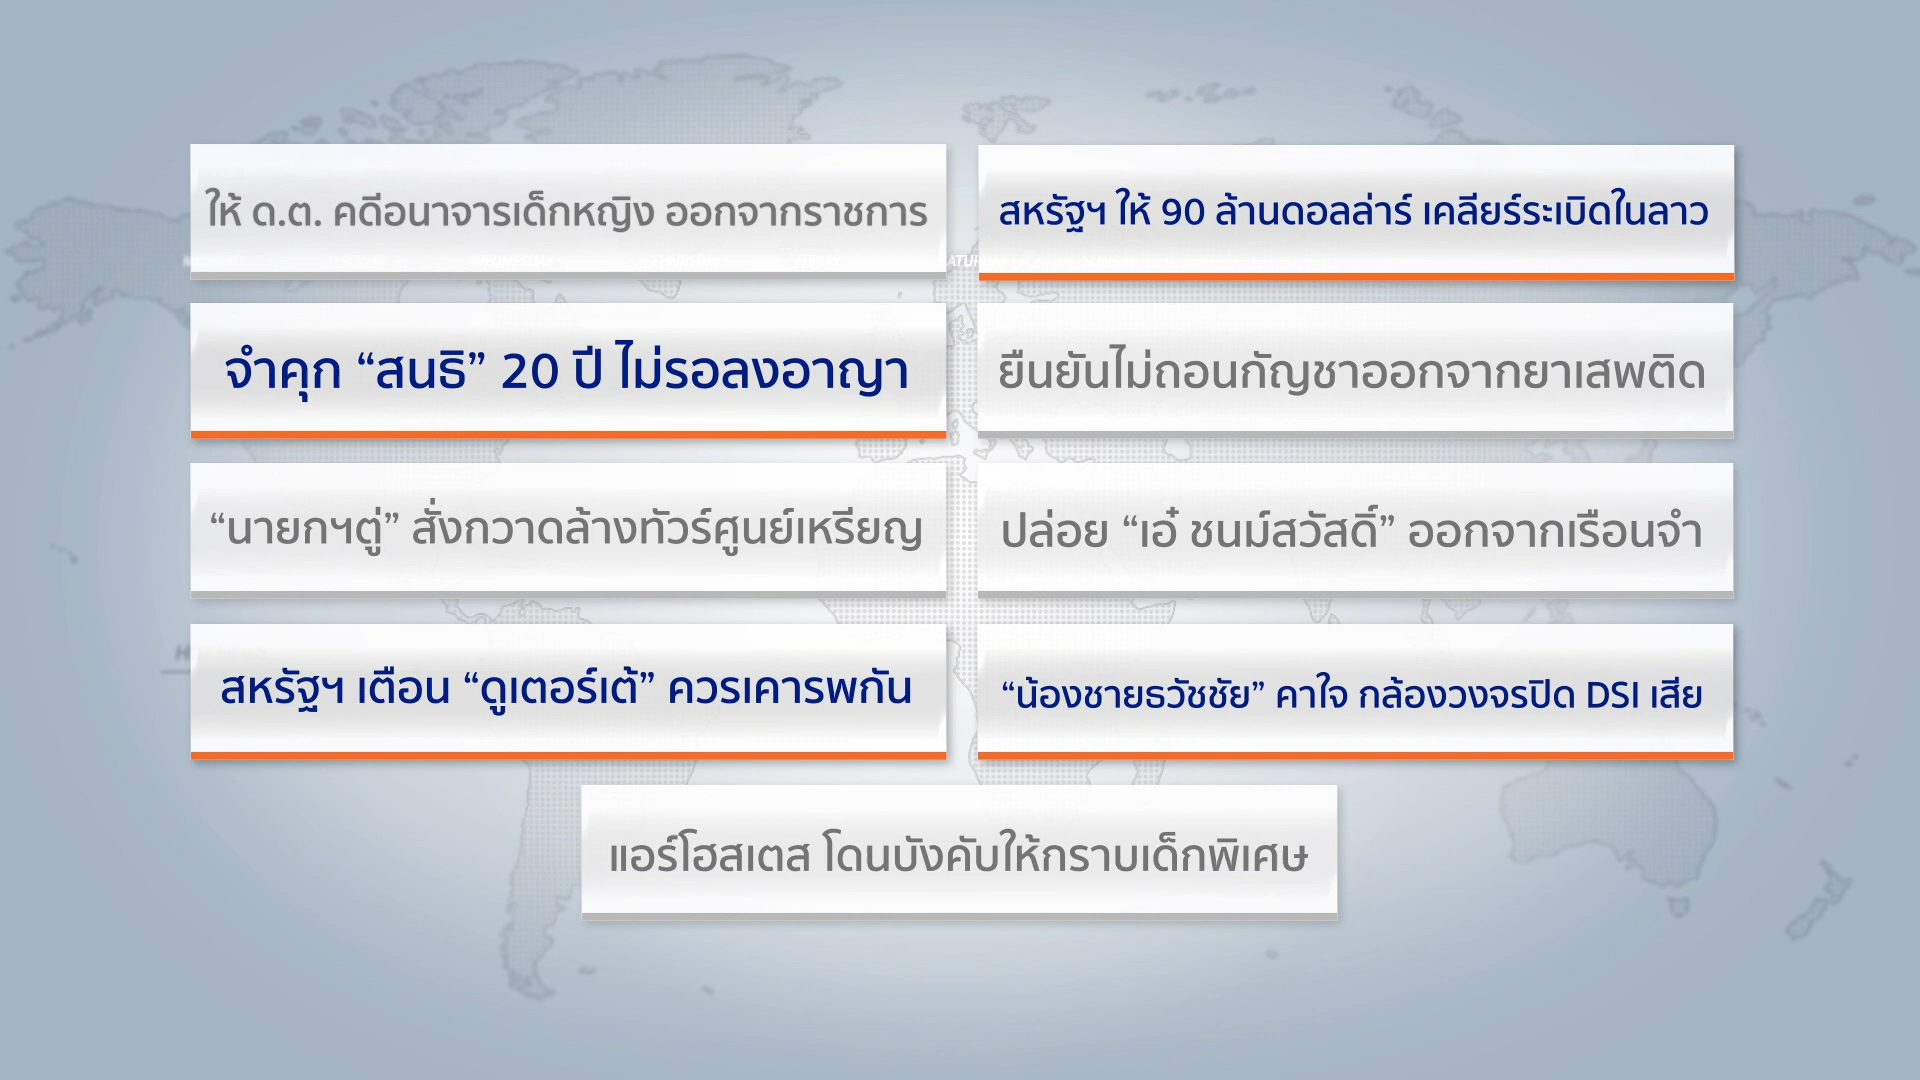 ให้ ด.ต. คดีอนาจารเด็กหญิง ออกจากราชการ
สหรัฐฯ ให้ 90 ล้านดอลล่าร์ เคลียร์ระเบิดในลาว
จำคุก “สนธิ” 20 ปี ไม่รอลงอาญา
ยืนยันไม่ถอนกัญชาออกจากยาเสพติด
“นายกฯตู่” สั่งกวาดล้างทัวร์ศูนย์เหรียญ
ปล่อย “เอ๋ ชนม์สวัสดิ์” ออกจากเรือนจำ
สหรัฐฯ เตือน “ดูเตอร์เต้” ควรเคารพกัน
“น้องชายธวัชชัย” คาใจ กล้องวงจรปิด DSI เสีย
แอร์โฮสเตส โดนบังคับให้กราบเด็กพิเศษ